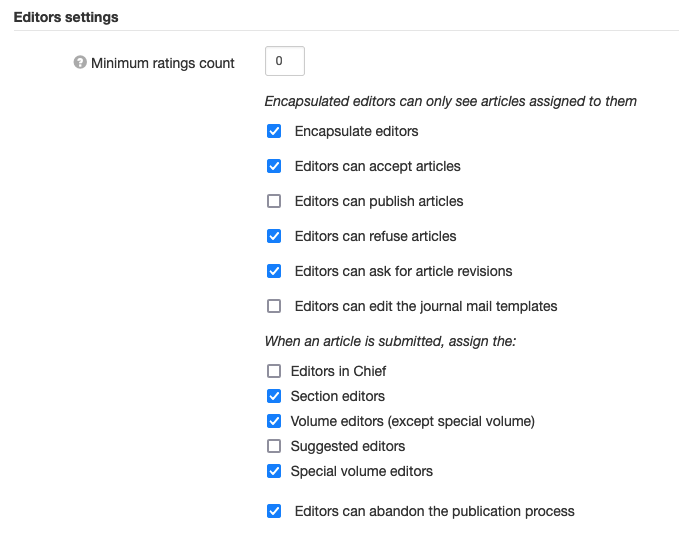 Editors settings
Minimum ratings count 0
Encapsulated editors can only see articles assigned to them
Encapsulate editors
Editors can accept articles
Editors can publish articles
Editors can refuse articles
Editors can ask for article revisions
Editors can edit the journal mail templates
When an article is submitted, assign the:
Editors in Chief
Section editors
Volume editors (except special volume)
Suggested editors
Special volume editors
Editors can abandon the publication process